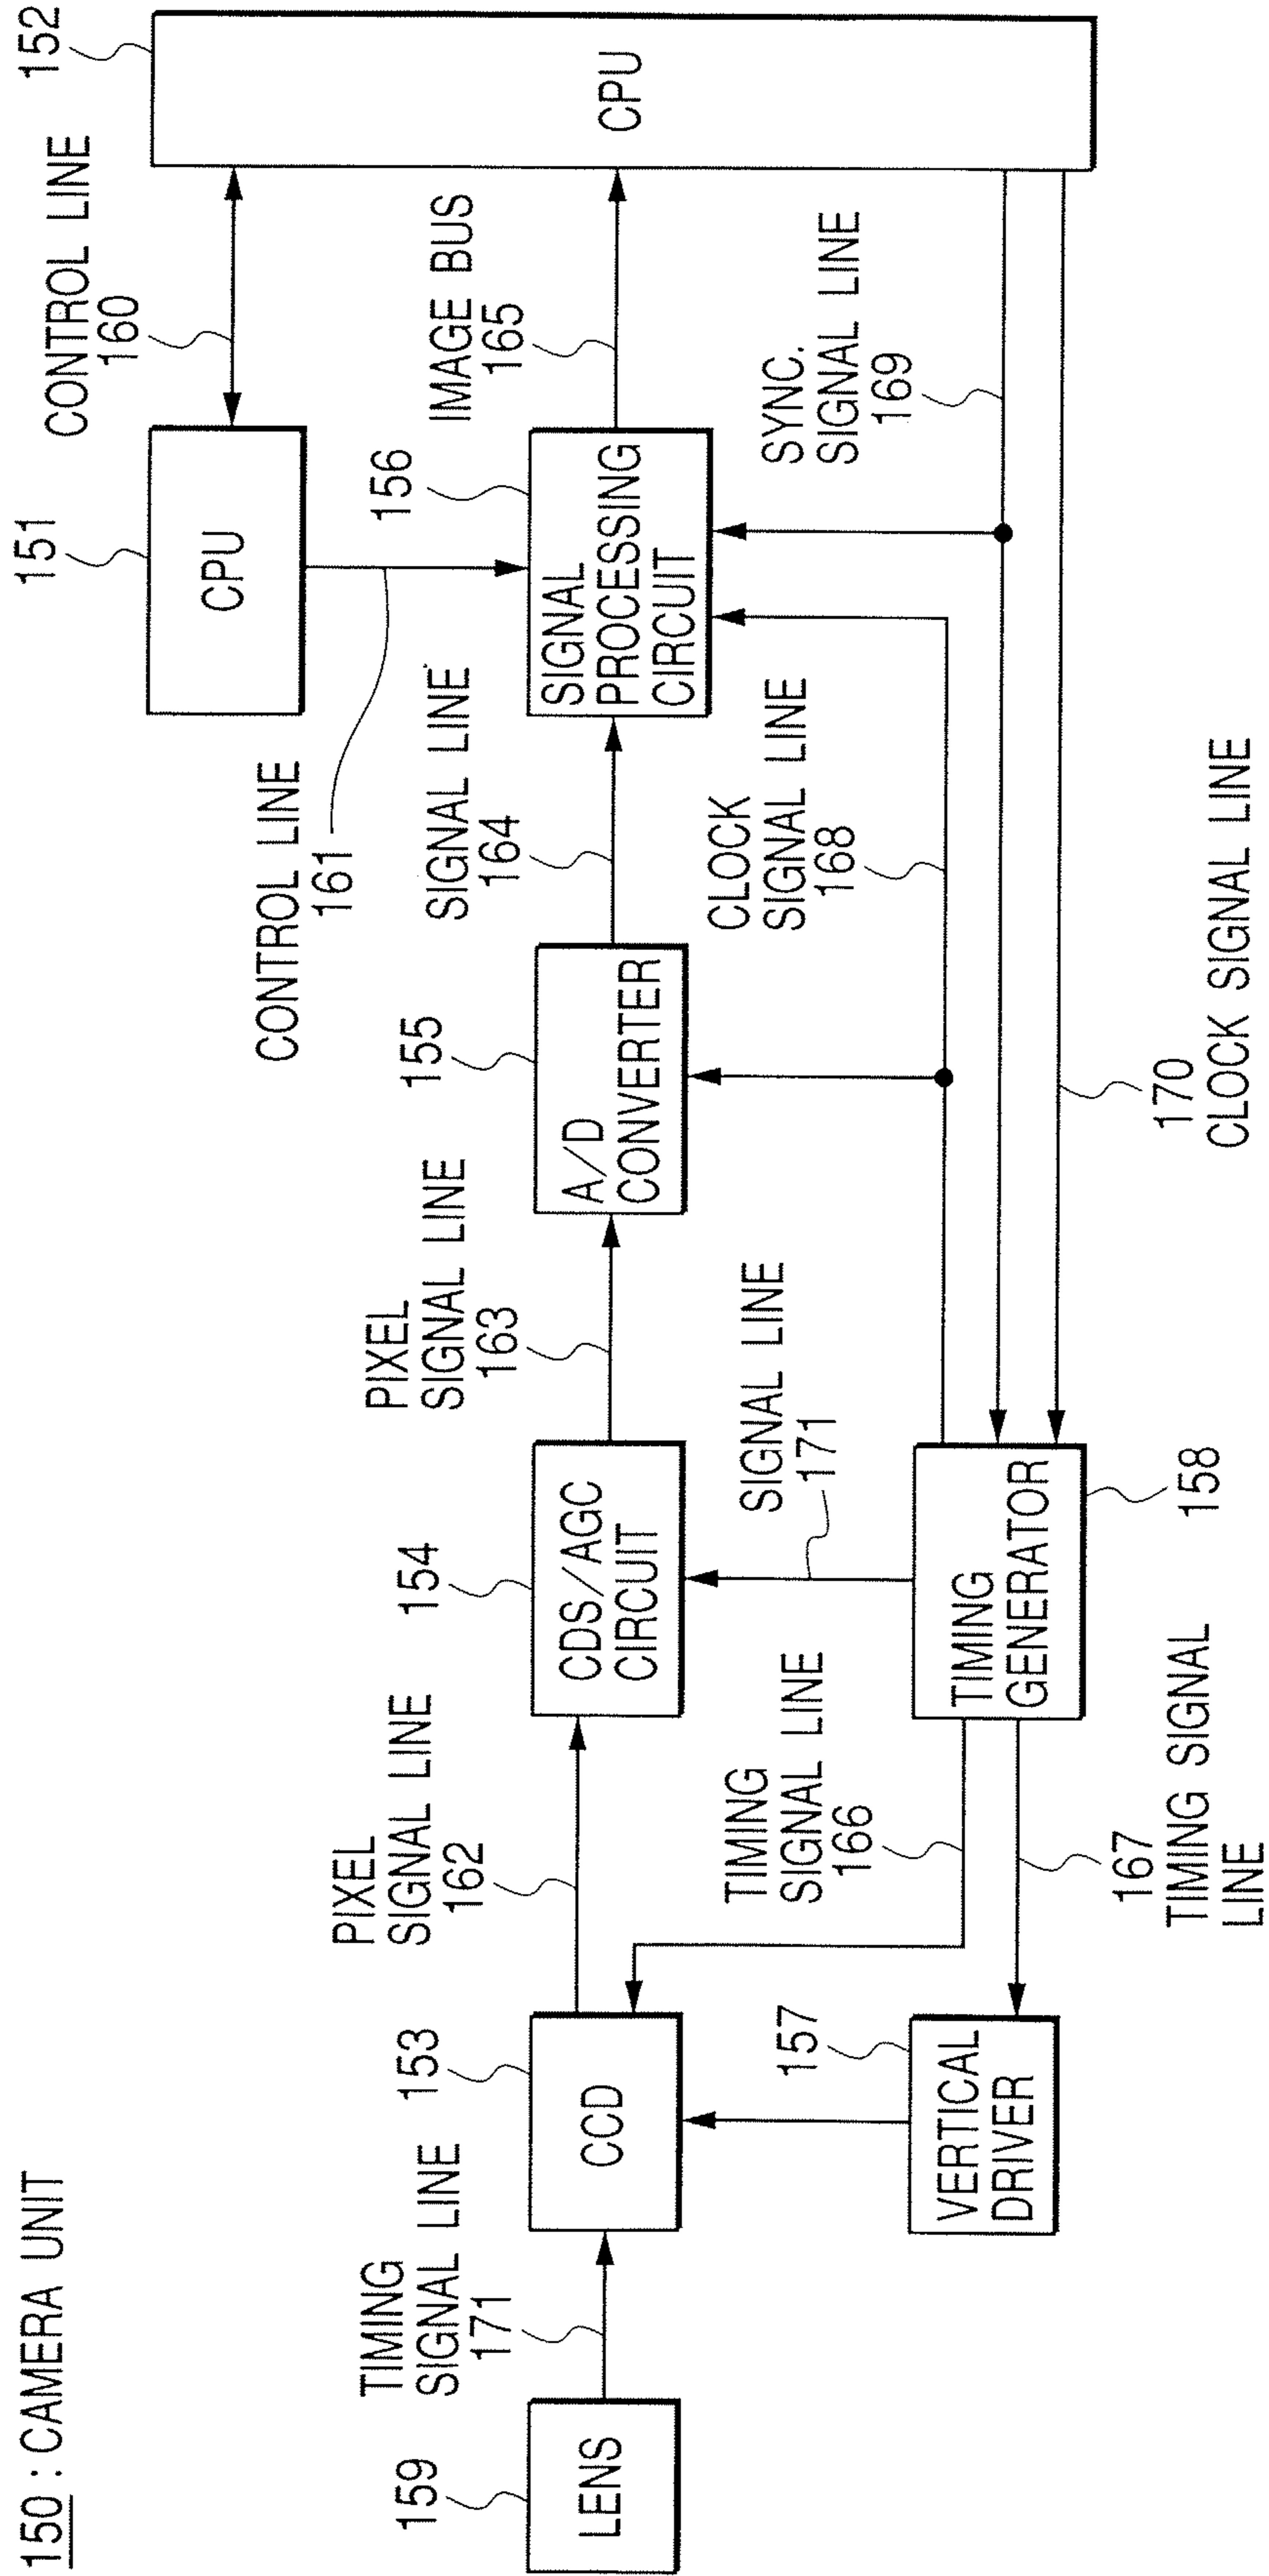 150 : CAMERA UNIT
152
CONTROL LINE
160
151
CPU
CPU
IMAGE BUS
165
156
SIGNAL
PROCESSING
CIRCUIT
CONTROL LINE
161
SIGNAL LINE
164
155
A/D
CONVERTER
PIXEL
SIGNAL LINE
163
154
CDS/AGC
CIRCUIT
PIXEL
SIGNAL LINE
162
153
CCD
TIMING
SIGNAL LINE
171
159
LENS
SYNC.
SIGNAL LINE
169
CLOCK
SIGNAL LINE
168
SIGNAL LINE
171
TIMING
SIGNAL LINE
166
157
VERTICAL
DRIVER
TIMING
GENERATOR
158
167
TIMING SIGNAL
LINE
170
CLOCK SIGNAL LINE